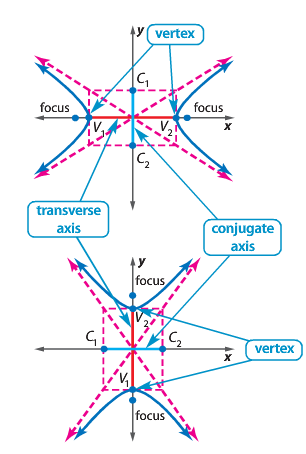 y
vertex
C1
focus
focus
x
V1
V2
C2
transverse
axis
conjugate
axis
y
focus
V2
C1
C2
x
vertex
V1
focus